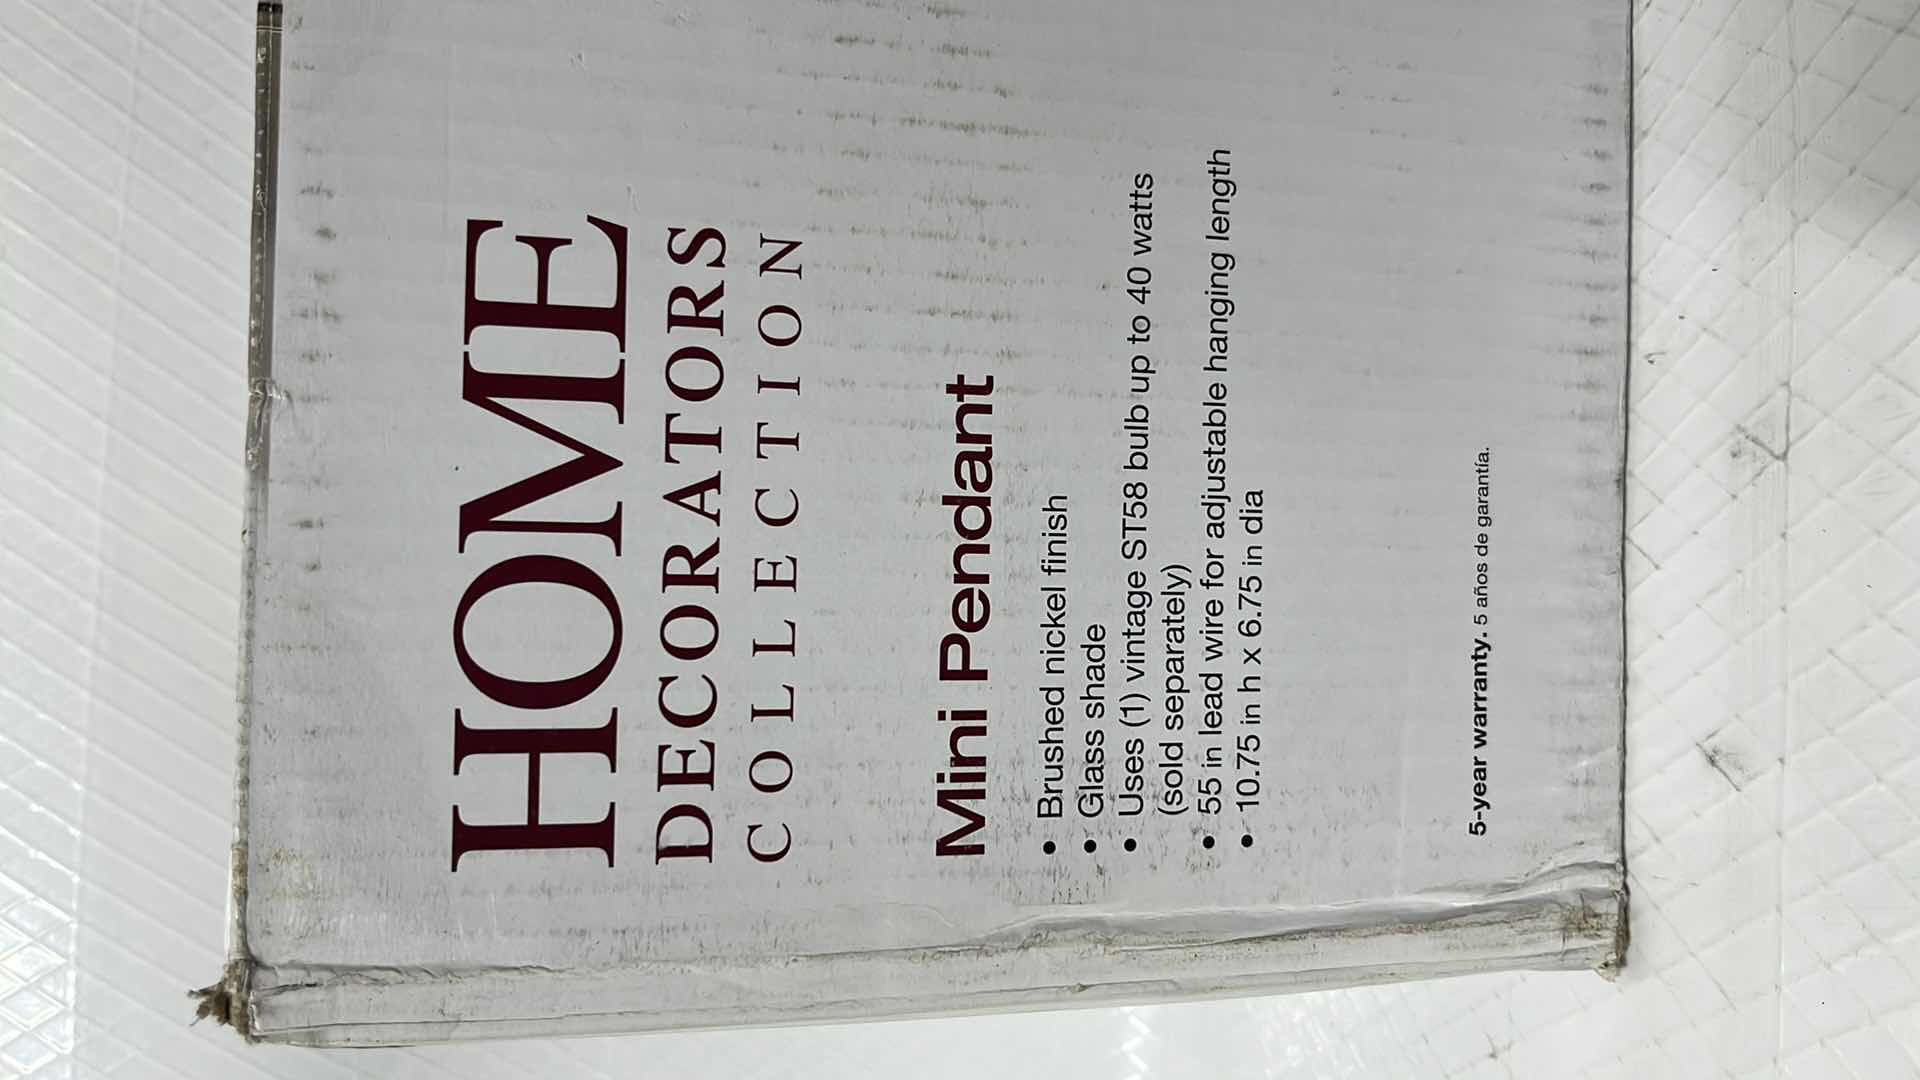 HOME
DECORATORS
COLLECTION
Mini Pendant
• Brushed nickel finish
• Glass shade
• Uses (1) vintage ST58 bulb up to 40 watts
(sold separately)
• 55 in lead wire for adjustable hanging length
• 10.75 in h x 6.75 in dia
5-year warranty. 5 años de garantía.